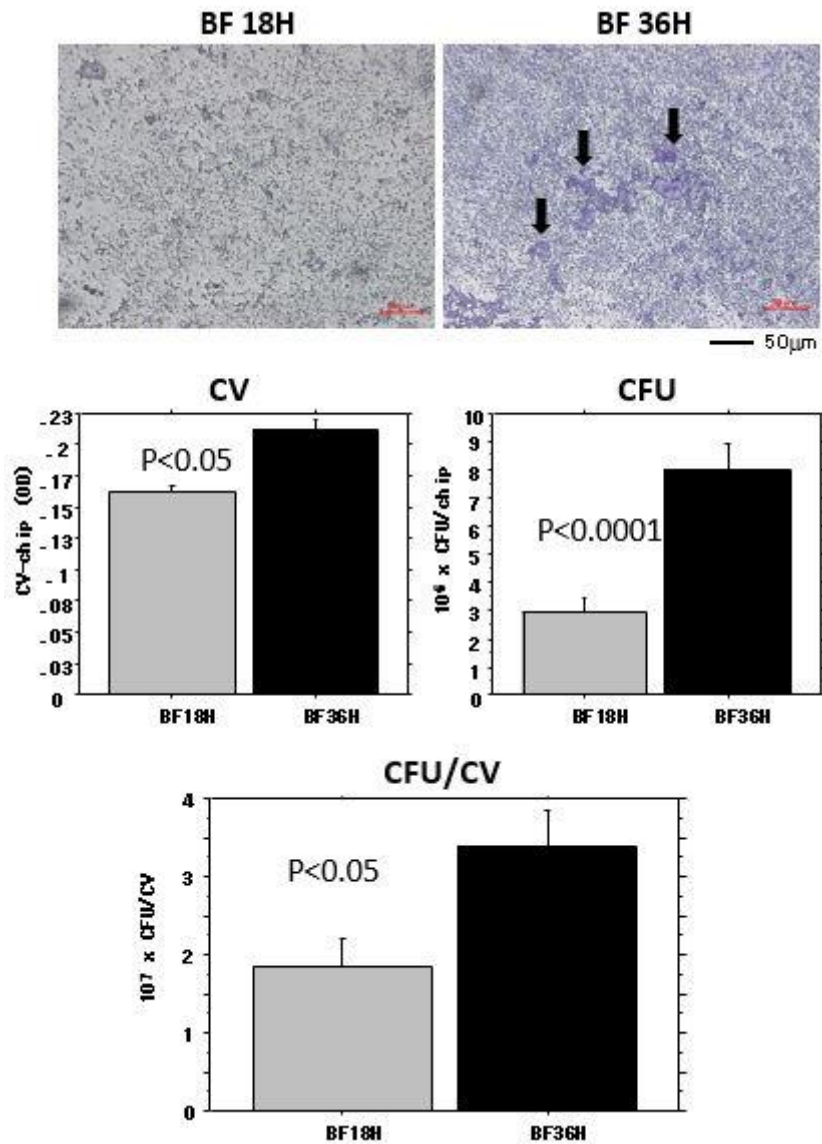 BF 18H
BF 36H
50μm
CV
CV-chip (OD)
.23
.2
.17
.15
.13
.1
.08
.05
.03
0
P<0.05
BF18H
BF36H
CFU
10⁶ x CFU/chip
10
9
8
7
6
5
4
3
2
1
0
P<0.0001
BF18H
BF36H
CFU/CV
10⁷ x CFU/CV
4
3
2
1
0
P<0.05
BF18H
BF36H